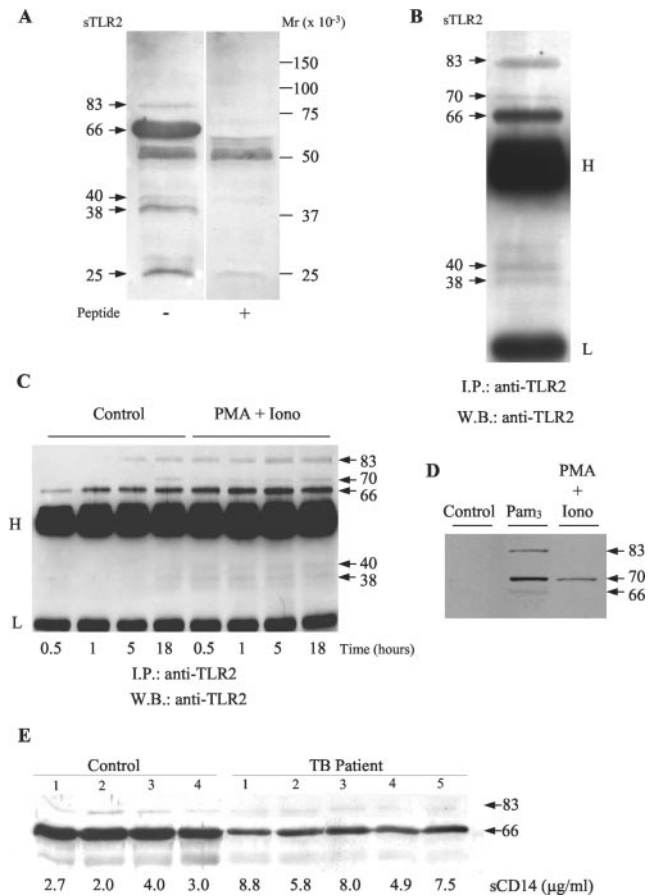 A
sTLR2
Mr (x 10-3)
83
66
40
38
25
150
100
75
50
37
25
Peptide - +
B
sTLR2
83
70
66
H
40
38
L
I.P.: anti-TLR2
W.B.: anti-TLR2
C
Control PMA + Iono
83
70
66
H
40
38
L
0.5 1 5 18 0.5 1 5 18 Time (hours)
I.P.: anti-TLR2
W.B.: anti-TLR2
D
PMA
+
Control Pam3 Iono
83
70
66
E
Control TB Patient
1 2 3 4 1 2 3 4 5
83
66
2.7 2.0 4.0 3.0 8.8 5.8 8.0 4.9 7.5 sCD14 (µg/ml)